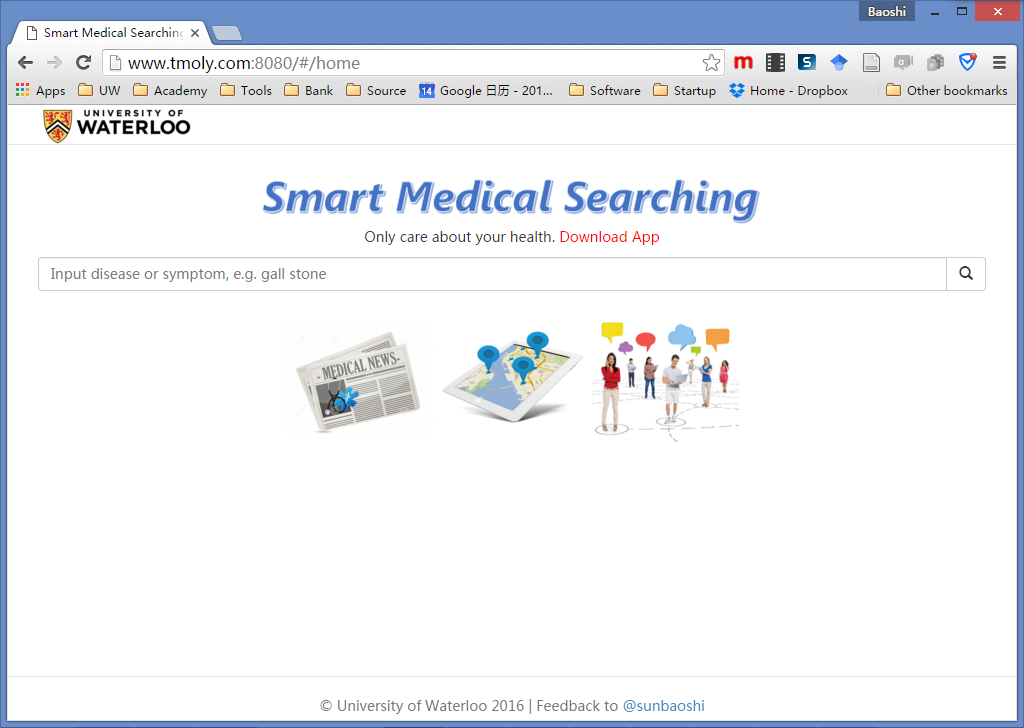 Baoshi
Smart Medical Searching
www.tmoly.com:8080/#/home
Apps UW Academy Tools Bank Source 14 Google 日历 - 201... Software Startup Home - Dropbox Other bookmarks
UNIVERSITY OF
WATERLOO
Smart Medical Searching
Only care about your health. Download App
Input disease or symptom, e.g. gall stone
- MEDICAL NEWS-
© University of Waterloo 2016 | Feedback to @sunbaoshi